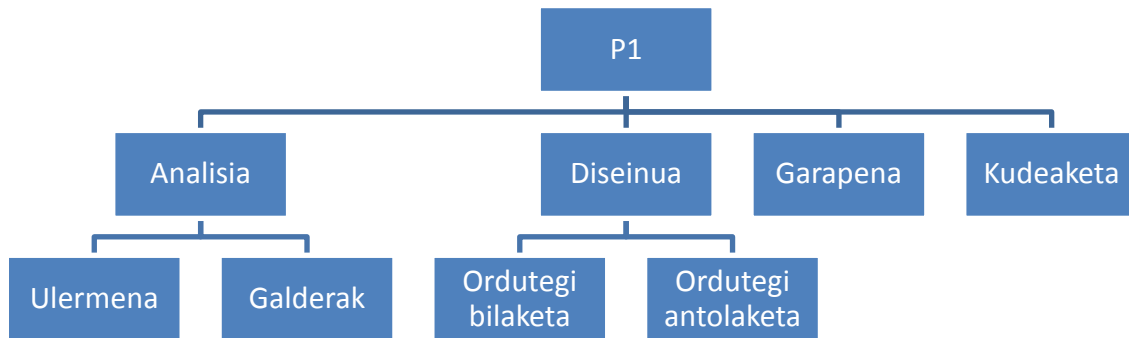 P1
Analisia
Diseinua
Garapena
Kudeaketa
Ulermena
Galderak
Ordutegi
bilaketa
Ordutegi
antolaketa